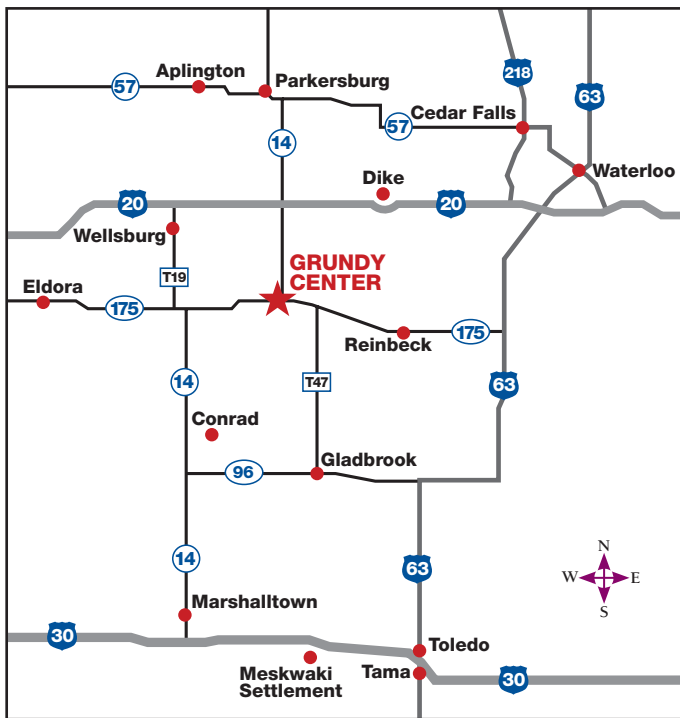 218
Aplington
Parkersburg
57
63
Cedar Falls
57
14
Waterloo
Dike
20
20
Wellsburg
GRUNDY
CENTER
T19
Eldora
175
175
Reinbeck
14
T47
63
Conrad
Gladbrook
96
N
14
63
W
E
S
Marshalltown
30
Toledo
Meskwaki
Settlement
Tama
30